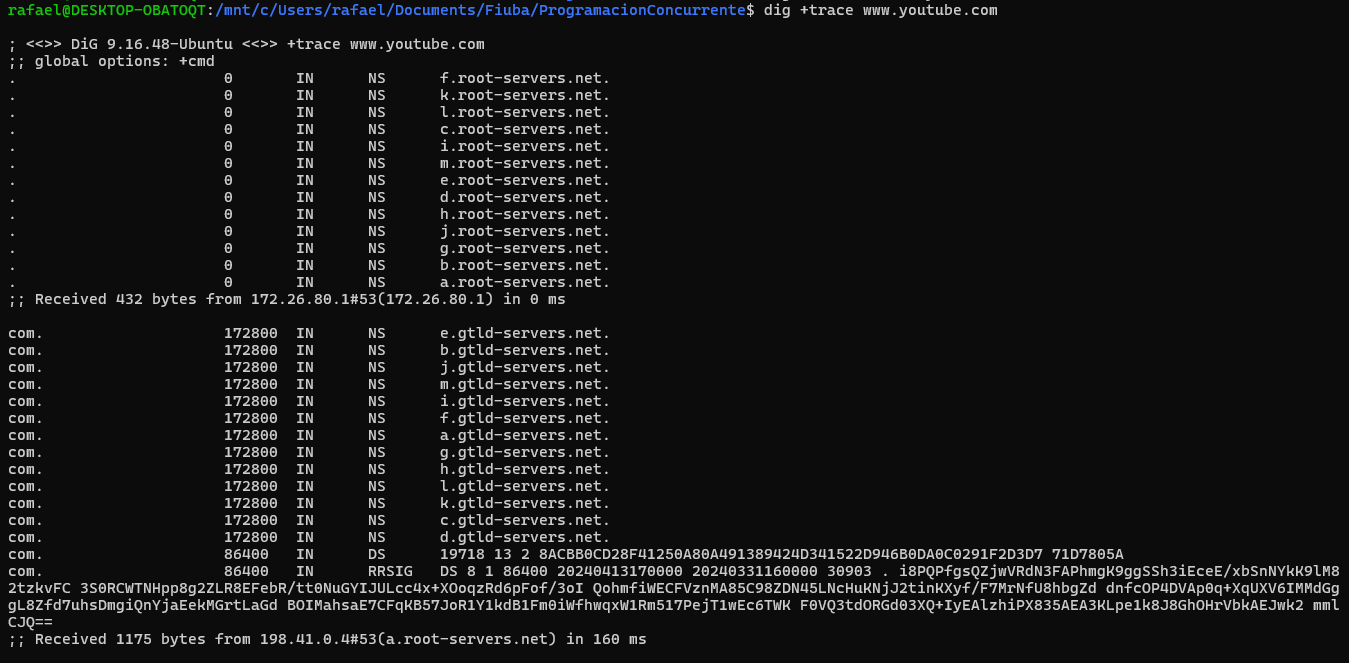 rafael@DESKTOP-OBATOQT:/mnt/c/Users/rafael/Documents/Fiuba/ProgramacionConcurrente$ dig +trace www.youtube.com
; <<>> DiG 9.16.48-Ubuntu <<>> +trace www.youtube.com
;; global options: +cmd
. 0 IN NS f.root-servers.net.
. 0 IN NS k.root-servers.net.
. 0 IN NS l.root-servers.net.
. 0 IN NS c.root-servers.net.
. 0 IN NS i.root-servers.net.
. 0 IN NS m.root-servers.net.
. 0 IN NS e.root-servers.net.
. 0 IN NS d.root-servers.net.
. 0 IN NS h.root-servers.net.
. 0 IN NS j.root-servers.net.
. 0 IN NS g.root-servers.net.
. 0 IN NS b.root-servers.net.
. 0 IN NS a.root-servers.net.
;; Received 432 bytes from 172.26.80.1#53(172.26.80.1) in 0 ms
com. 172800 IN NS e.gtld-servers.net.
com. 172800 IN NS b.gtld-servers.net.
com. 172800 IN NS j.gtld-servers.net.
com. 172800 IN NS m.gtld-servers.net.
com. 172800 IN NS i.gtld-servers.net.
com. 172800 IN NS f.gtld-servers.net.
com. 172800 IN NS a.gtld-servers.net.
com. 172800 IN NS g.gtld-servers.net.
com. 172800 IN NS h.gtld-servers.net.
com. 172800 IN NS l.gtld-servers.net.
com. 172800 IN NS k.gtld-servers.net.
com. 172800 IN NS c.gtld-servers.net.
com. 172800 IN NS d.gtld-servers.net.
com. 86400 IN DS 19718 13 2 8ACBB0CD28F41250A80A491389424D341522D946B0DA0C0291F2D3D7 71D7805A
com. 86400 IN RRSIG DS 8 1 86400 20240413170000 20240331160000 30903 . i8PQPfgsQZjwVRdN3FAPhmgK9ggSSh3iEceE/xbSnNYkK9lM8
2tzkvFC 3S0RCWTNHpp8g2ZLR8EFebR/tt0NuGYIJULcc4x+XOoqzRd6pFof/3oI QohmfiWECFVznMA85C98ZDN45LNcHuKNjJ2tinKXyf/F7MrNfU8hbgZd dnfcOP4DVAp0q+XqUXV6IMMdGg
gL8Zfd7uhsDmgiQnYjaEekMGrtLaGd BOIMahsaE7CFqKB57JoR1Y1kdB1Fm0iWfhwqxW1Rm517PejT1wEc6TWK F0VQ3tdORGd03XQ+IyEAlzhiPX835AEA3KLpe1k8J8GhOHrVbkAEJwk2 mml
CJQ==
;; Received 1175 bytes from 198.41.0.4#53(a.root-servers.net) in 160 ms